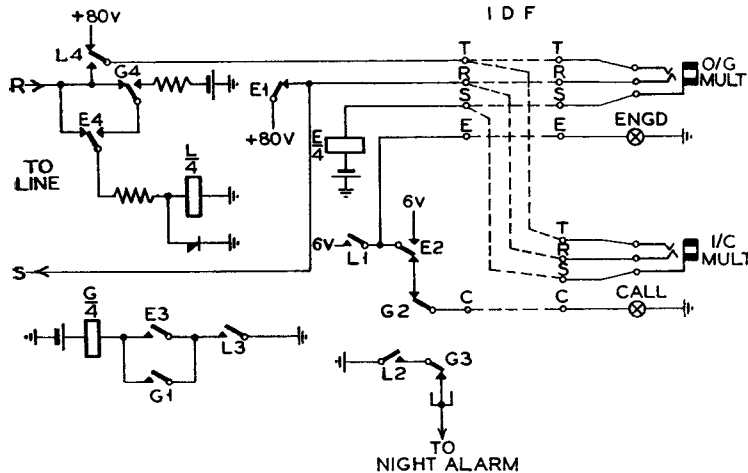 I D F
+80V
L4
G4
R
E4
TO
LINE
L
4
S
E1
+80V
E
4
T
R
S
E
T
R
S
E
O/G
MULT
ENGD
6V
6V
L1
E2
T
R
S
I/C
MULT
G2
C
C
CALL
G
4
E3
G1
L3
L2
G3
TO
NIGHT ALARM